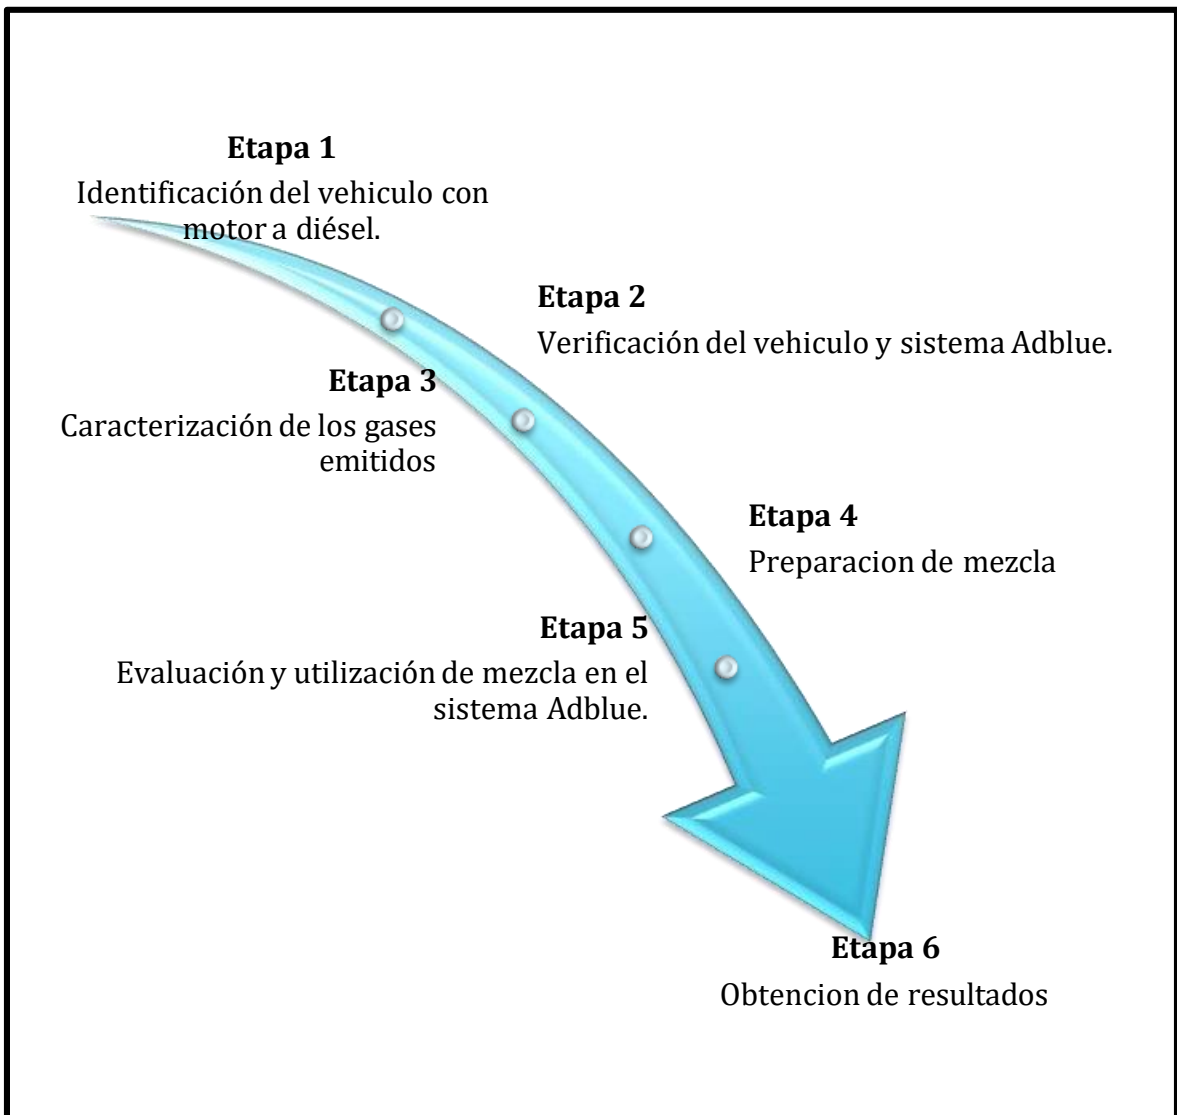 Etapa 1
Identificación del vehiculo con
motor a diésel.
Etapa 2
Verificación del vehiculo y sistema Adblue.
Etapa 3
Caracterización de los gases
emitidos
Etapa 4
Preparacion de mezcla
Etapa 5
Evaluación y utilización de mezcla en el
sistema Adblue.
Etapa 6
Obtencion de resultados